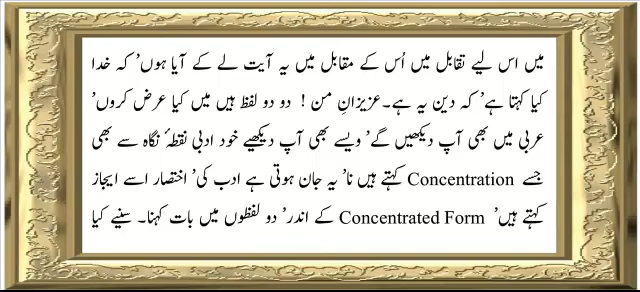 میں اس لیے تقابل میں اُس کے مقابل میں یہ آیت لے کے آیا ہوں’ کہ خدا
کیا کہتا ہے’ کہ دین یہ ہے۔ عزیزانِ من ! دو دو لفظ ہیں میں کیا عرض کروں’
عربی میں بھی آپ دیکھیں گے’ ویسے بھی آپ دیکھیے خود ادبی نقطۂ نگاہ سے بھی
جسے Concentration کہتے ہیں نا’ یہ جان ہوتی ہے ادب کی’ اختصار اسے ایجاز
کہتے ہیں’ Concentrated Form کے اندر’ دو لفظوں میں بات کہنا۔ سنیے کیا